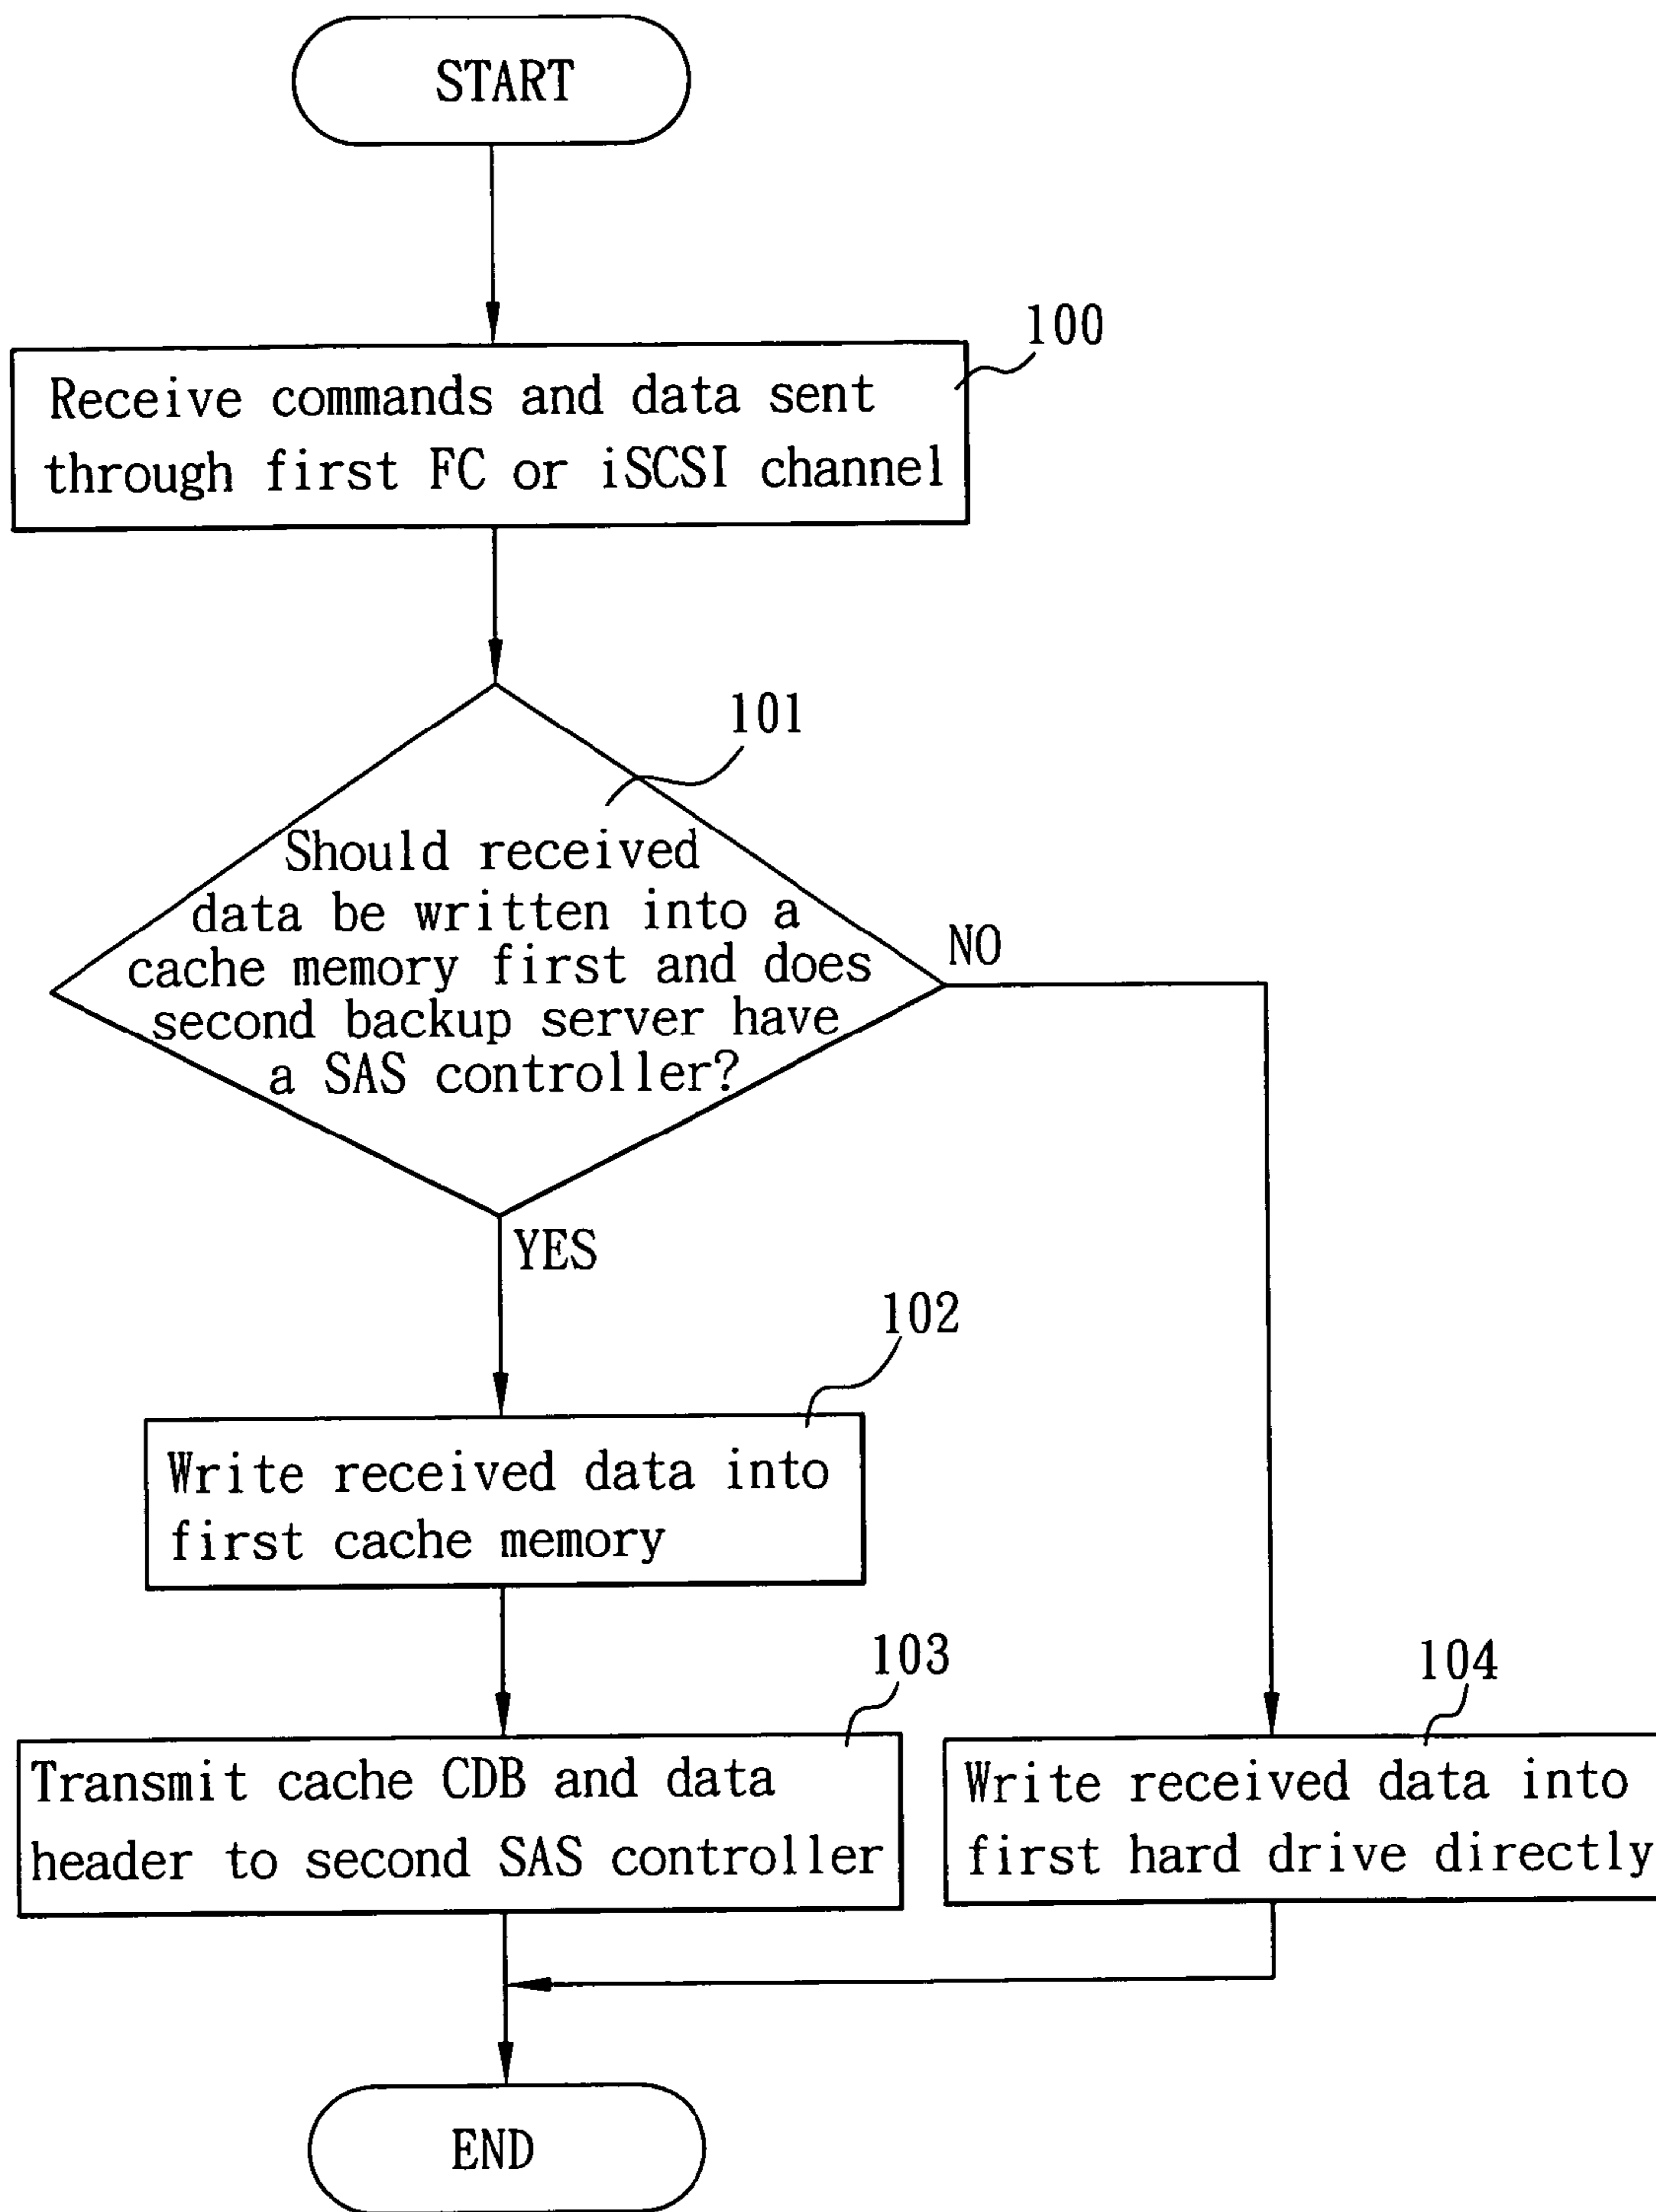 START
100
Receive commands and data sent
through first FC or iSCSI channel
101
Should received
data be written into a
cache memory first and does
second backup server have
a SAS controller?
NO
YES
102
Write received data into
first cache memory
103
Transmit cache CDB and data
header to second SAS controller
104
Write received data into
first hard drive directly
END